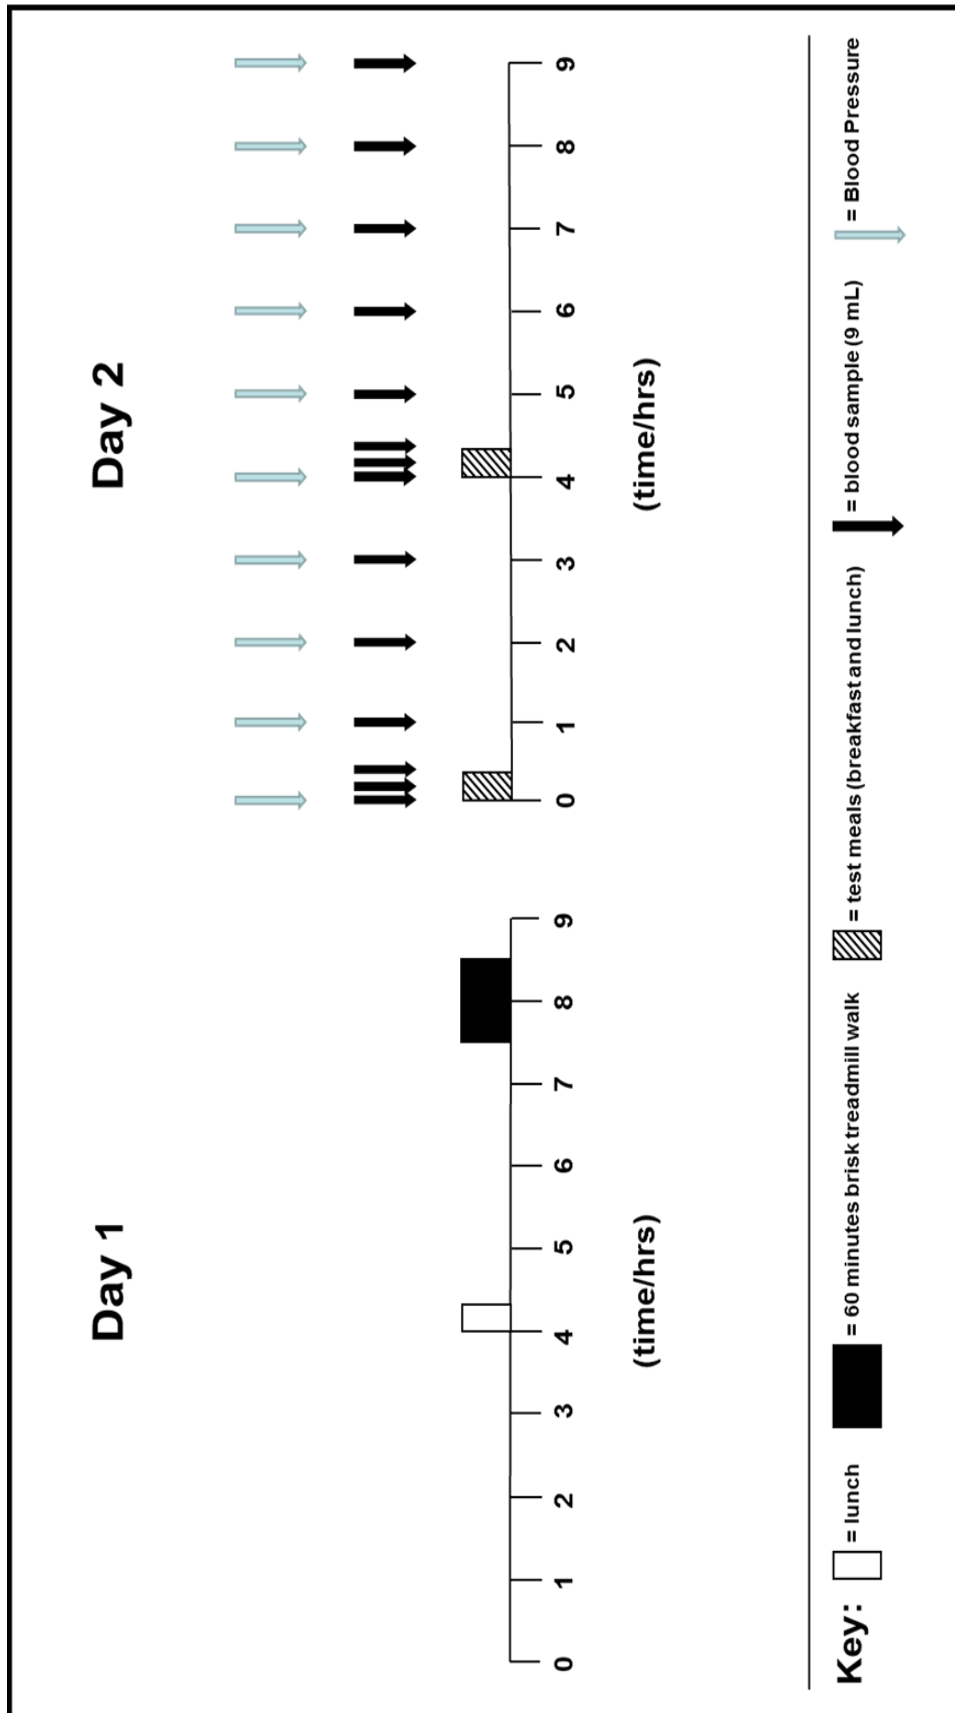 Day 1
Day 2
0 1 2 3 4 5 6 7 8 9
0 1 2 3 4 5 6 7 8 9
(time/hrs)
(time/hrs)
Key: = lunch = 60 minutes brisk treadmill walk = test meals (breakfast and lunch) = blood sample (9 mL) = Blood Pressure